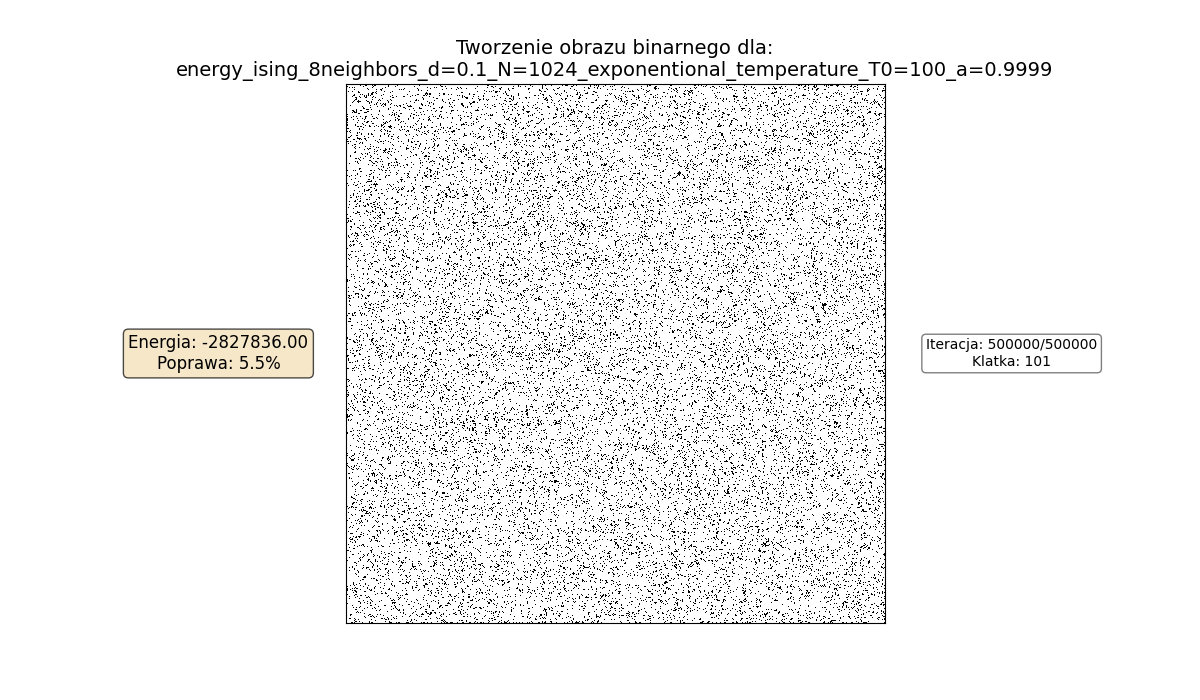 Tworzenie obrazu binarnego dla:
energy_ising_8neighbors_d=0.1_N=1024_exponentional_temperature_T0=100_a=0.9999
Energia: -2827836.00
Poprawa: 5.5%
Iteracja: 500000/500000
Klatka: 101